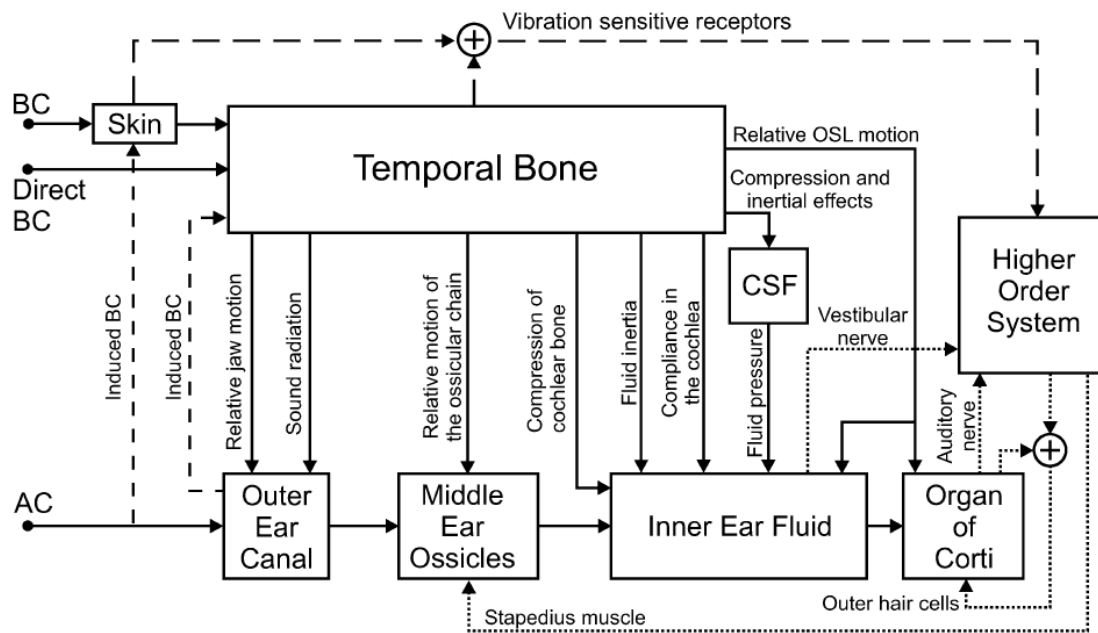 Vibration sensitive receptors
BC
Skin
Temporal Bone
Relative OSL motion
Direct
BC
Compression and
inertial effects
CSF
Higher
Order
System
Induced BC
Induced BC
Relative jaw motion
Sound radiation
Relative motion of
the ossicular chain
Compression of
cochlear bone
Fluid inertia
Compliance in
the cochlea
Fluid pressure
Vestibular
nerve
Auditory
nerve
AC
Outer
Ear
Canal
Middle
Ear
Ossicles
Inner Ear Fluid
Organ
of
Corti
Stapedius muscle
Outer hair cells